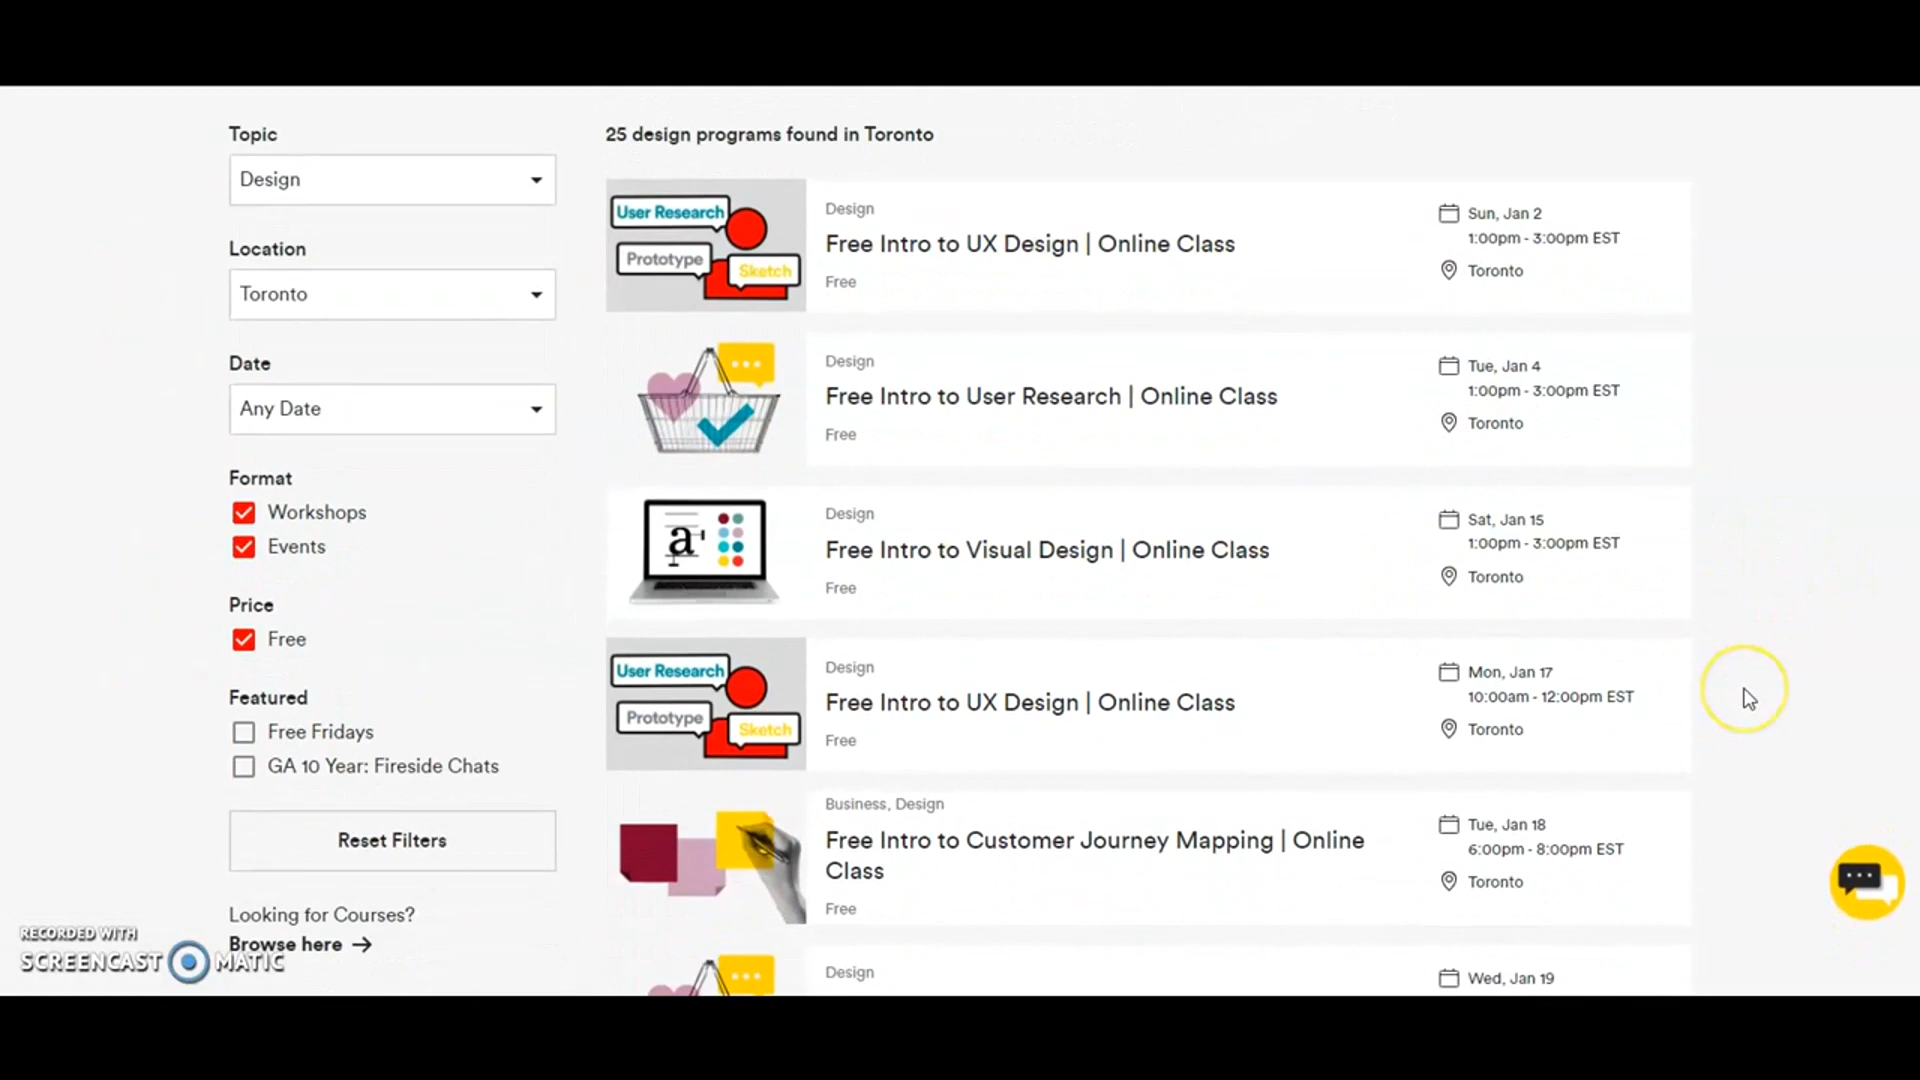 Topic
Design
Location
Toronto
Date
Any Date
Format
Workshops
Events
Price
Free
Featured
Free Fridays
GA 10 Year: Fireside Chats
Reset Filters
Looking for Courses?
Browse here →
RECORDED WITH
SCREENCAST MATIC
25 design programs found in Toronto
User Research
Prototype
Sketch
Design
Free Intro to UX Design | Online Class
Free
Sun, Jan 2
1:00pm - 3:00pm EST
Toronto
Design
Free Intro to User Research | Online Class
Free
Tue, Jan 4
1:00pm - 3:00pm EST
Toronto
a
Design
Free Intro to Visual Design | Online Class
Free
Sat, Jan 15
1:00pm - 3:00pm EST
Toronto
User Research
Prototype
Sketch
Design
Free Intro to UX Design | Online Class
Free
Mon, Jan 17
10:00am - 12:00pm EST
Toronto
Business, Design
Free Intro to Customer Journey Mapping | Online
Class
Free
Tue, Jan 18
6:00pm - 8:00pm EST
Toronto
Design
Wed, Jan 19